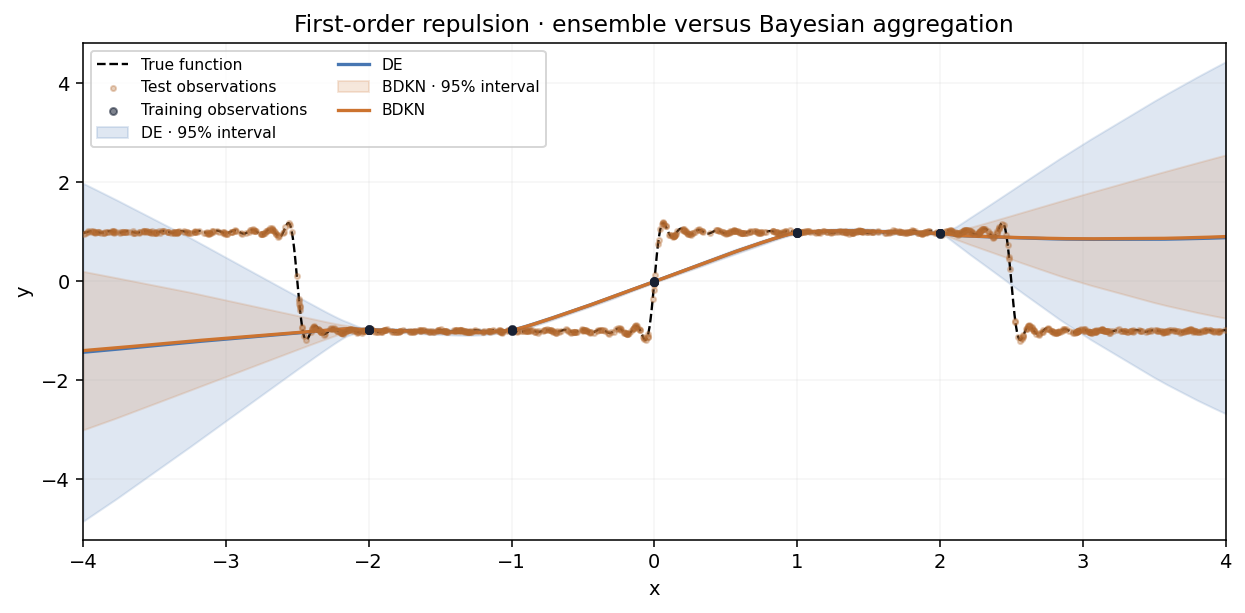 First-order repulsion · ensemble versus Bayesian aggregation
True function
Test observations
Training observations
DE · 95% interval
DE
BDKN · 95% interval
BDKN
y
4
2
0
−2
−4
−4
−3
−2
−1
0
1
2
3
4
x